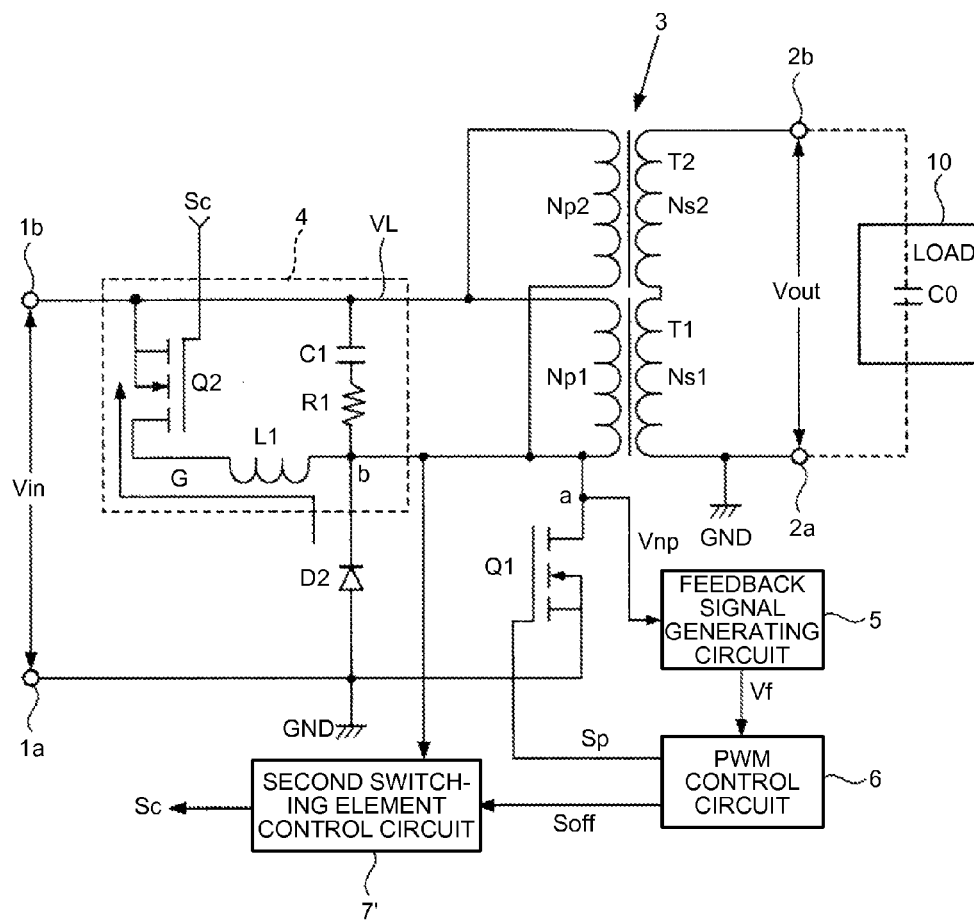 3
2b
Sc
4
VL
Np2
T2
Ns2
10
1b
LOAD
C0
Vout
C1
Q2
R1
Np1
T1
Ns1
L1
Vin
G
b
a
GND
2a
Vnp
D2
Q1
FEEDBACK
SIGNAL
GENERATING
CIRCUIT
5
Vf
1a
GND
Sp
PWM
CONTROL
CIRCUIT
6
Sc
SECOND SWITCH-
ING ELEMENT
CONTROL CIRCUIT
Soff
7'